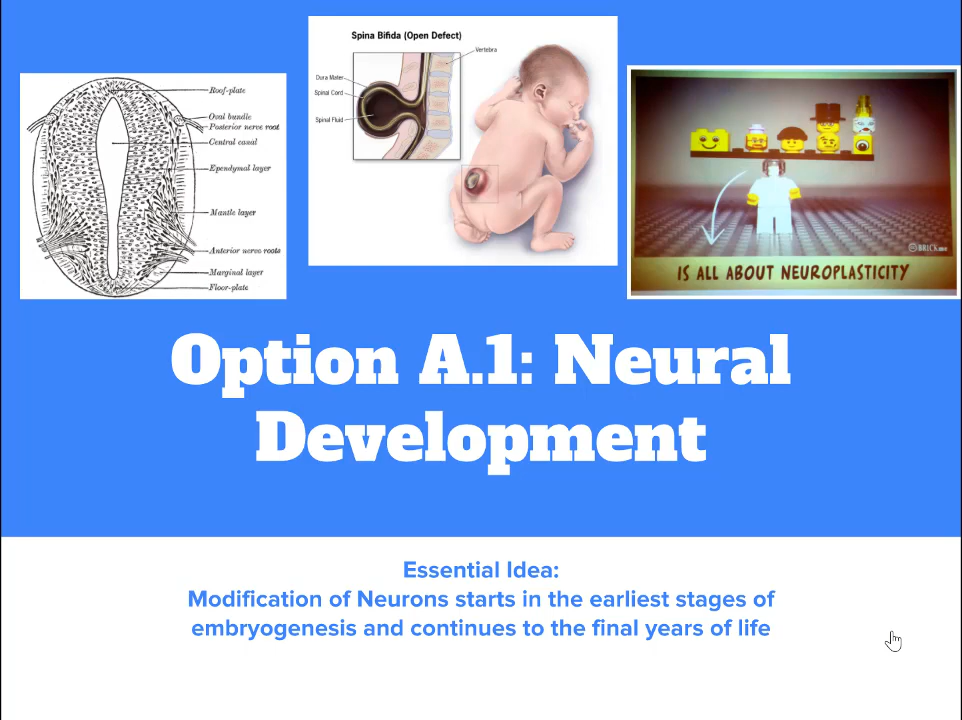 Roof-plate
Oval bundle
Posterior nerve root
Central canal
Ependymal layer
Mantle layer
Anterior nerve roots
Marginal layer
Floor-plate
Spina Bifida (Open Defect)
Vertebra
Dura Mater
Spinal Cord
Spinal Fluid
IS ALL ABOUT NEUROPLASTICITY
Option A.1: Neural
Development
Essential Idea:
Modification of Neurons starts in the earliest stages of
embryogenesis and continues to the final years of life